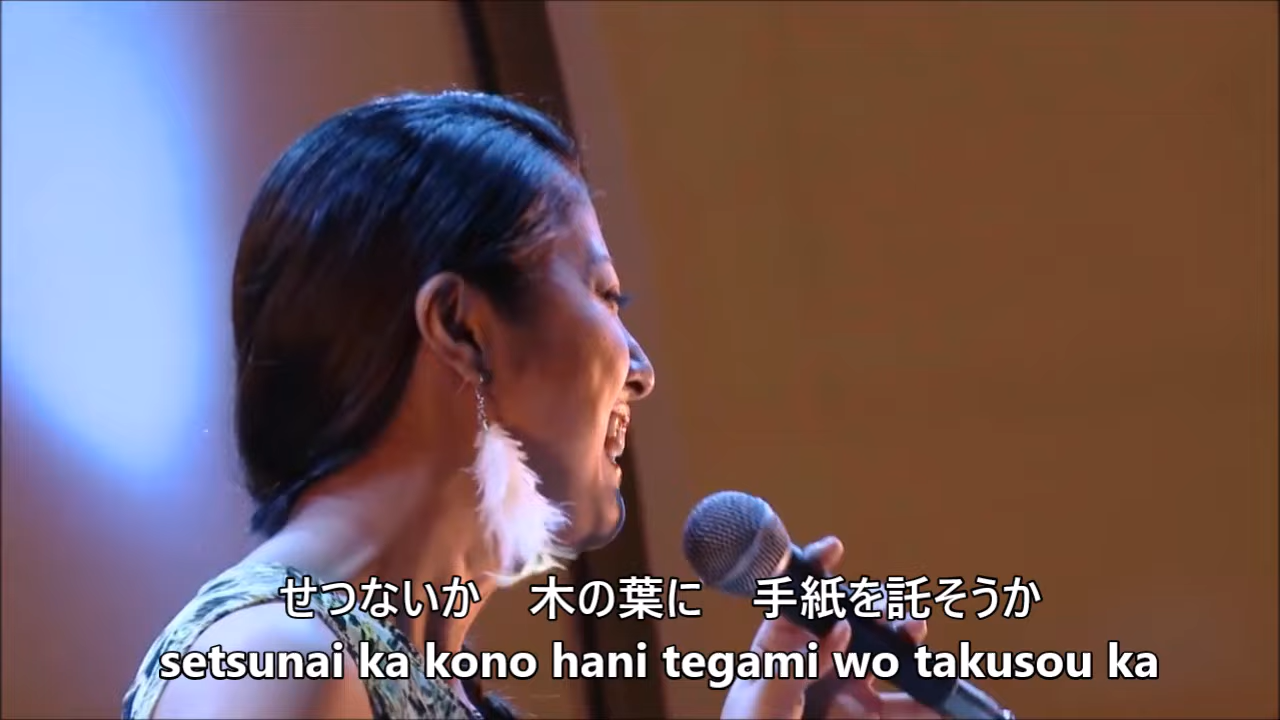 せつないか　木の葉に　手紙を託そうか
setsunai ka kono hani tegami wo takusou ka